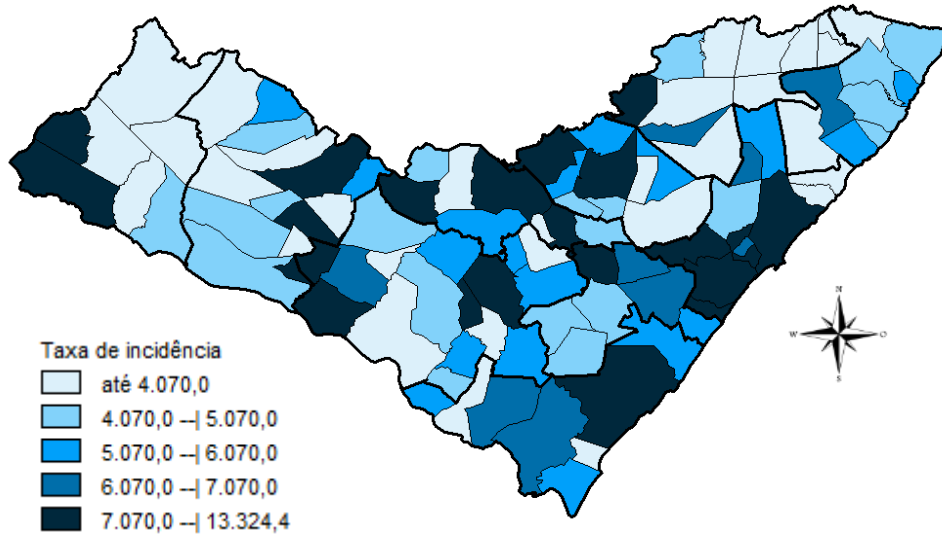 N
W
O
S
Taxa de incidência
até 4.070,0
4.070,0 --| 5.070,0
5.070,0 --| 6.070,0
6.070,0 --| 7.070,0
7.070,0 --| 13.324,4